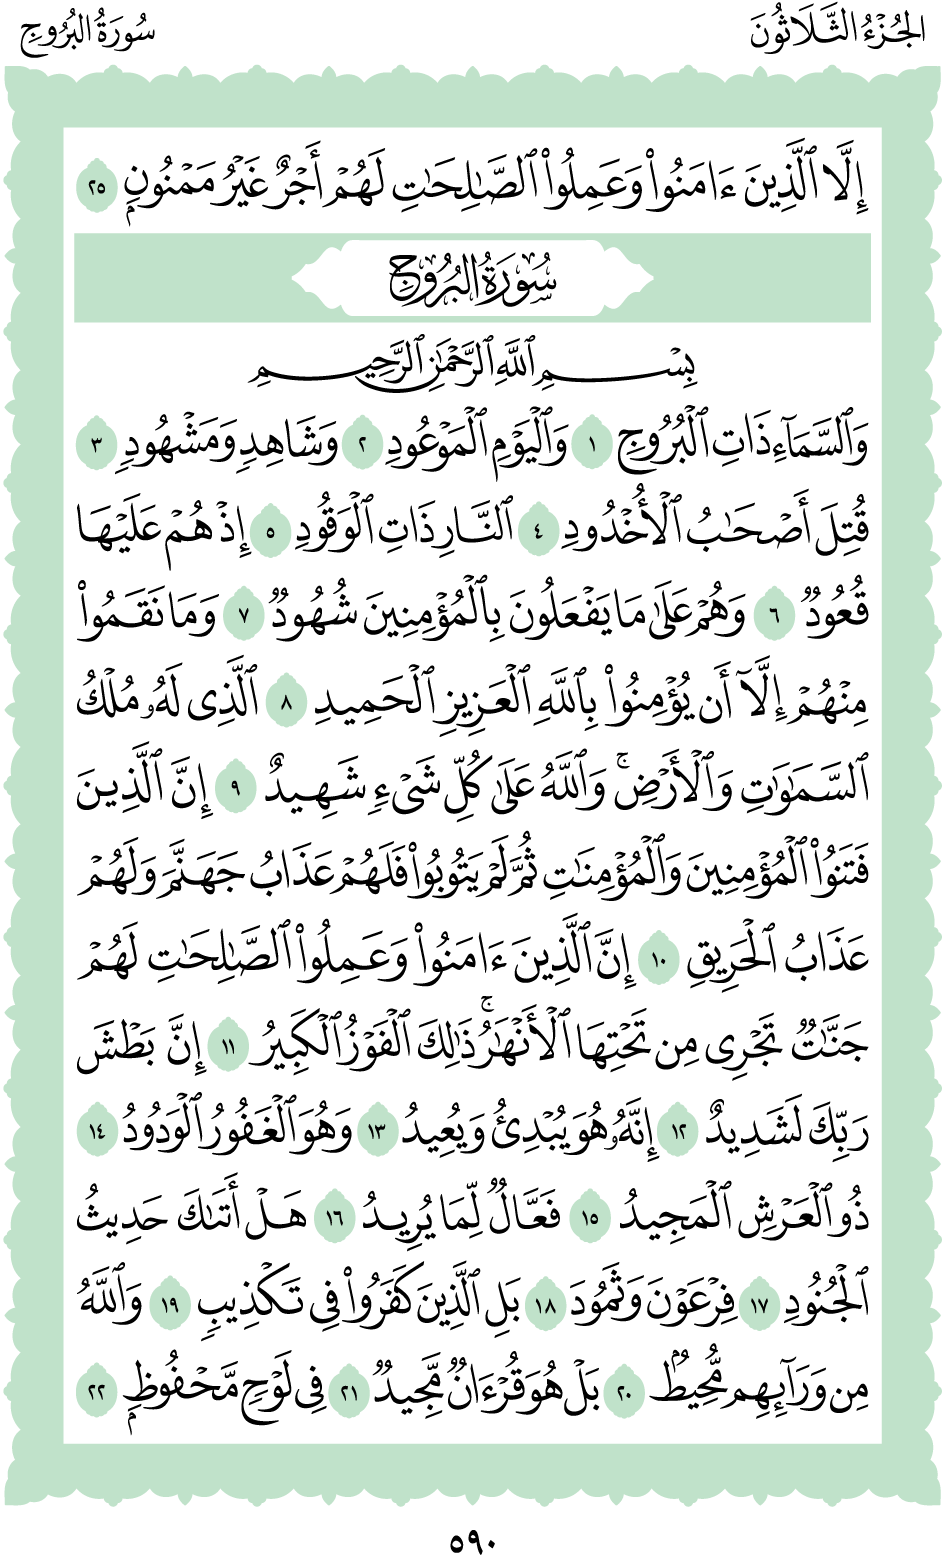 الجُزْءُ الثَّلَاثُونَ
سُورَةُ البُرُوجِ
إِلَّا ٱلَّذِينَ ءَامَنُوا۟ وَعَمِلُوا۟ ٱلصَّـٰلِحَـٰتِ لَهُمْ أَجْرٌ غَيْرُ مَمْنُونٍۭ ٢٥
سُورَةُ البُرُوجِ
بِسْمِ ٱللَّهِ ٱلرَّحْمَـٰنِ ٱلرَّحِيمِ
وَٱلسَّمَآءِ ذَاتِ ٱلْبُرُوجِ ١ وَٱلْيَوْمِ ٱلْمَوْعُودِ ٢ وَشَاهِدٍ وَمَشْهُودٍ ٣
قُتِلَ أَصْحَـٰبُ ٱلْأُخْدُودِ ٤ ٱلنَّارِ ذَاتِ ٱلْوَقُودِ ٥ إِذْ هُمْ عَلَيْهَا
قُعُودٌ ٦ وَهُمْ عَلَىٰ مَا يَفْعَلُونَ بِٱلْمُؤْمِنِينَ شُهُودٌ ٧ وَمَا نَقَمُوا۟
مِنْهُمْ إِلَّآ أَن يُؤْمِنُوا۟ بِٱللَّهِ ٱلْعَزِيزِ ٱلْحَمِيدِ ٨ ٱلَّذِى لَهُۥ مُلْكُ
ٱلسَّمَـٰوَٰتِ وَٱلْأَرْضِ ۚ وَٱللَّهُ عَلَىٰ كُلِّ شَىْءٍ شَهِيدٌ ٩ إِنَّ ٱلَّذِينَ
فَتَنُوا۟ ٱلْمُؤْمِنِينَ وَٱلْمُؤْمِنَـٰتِ ثُمَّ لَمْ يَتُوبُوا۟ فَلَهُمْ عَذَابُ جَهَنَّمَ وَلَهُمْ
عَذَابُ ٱلْحَرِيقِ ١٠ إِنَّ ٱلَّذِينَ ءَامَنُوا۟ وَعَمِلُوا۟ ٱلصَّـٰلِحَـٰتِ لَهُمْ
جَنَّـٰتٌ تَجْرِى مِن تَحْتِهَا ٱلْأَنْهَـٰرُ ۚ ذَٰلِكَ ٱلْفَوْزُ ٱلْكَبِيرُ ١١ إِنَّ بَطْشَ
رَبِّكَ لَشَدِيدٌ ١٢ إِنَّهُۥ هُوَ يُبْدِئُ وَيُعِيدُ ١٣ وَهُوَ ٱلْغَفُورُ ٱلْوَدُودُ ١٤
ذُو ٱلْعَرْشِ ٱلْمَجِيدُ ١٥ فَعَّالٌ لِّمَا يُرِيدُ ١٦ هَلْ أَتَىٰكَ حَدِيثُ
ٱلْجُنُودِ ١٧ فِرْعَوْنَ وَثَمُودَ ١٨ بَلِ ٱلَّذِينَ كَفَرُوا۟ فِى تَكْذِيبٍ ١٩ وَٱللَّهُ
مِن وَرَآئِهِم مُّحِيطٌۢ ٢٠ بَلْ هُوَ قُرْءَانٌ مَّجِيدٌ ٢١ فِى لَوْحٍ مَّحْفُوظٍۭ ٢٢
٥٩٠